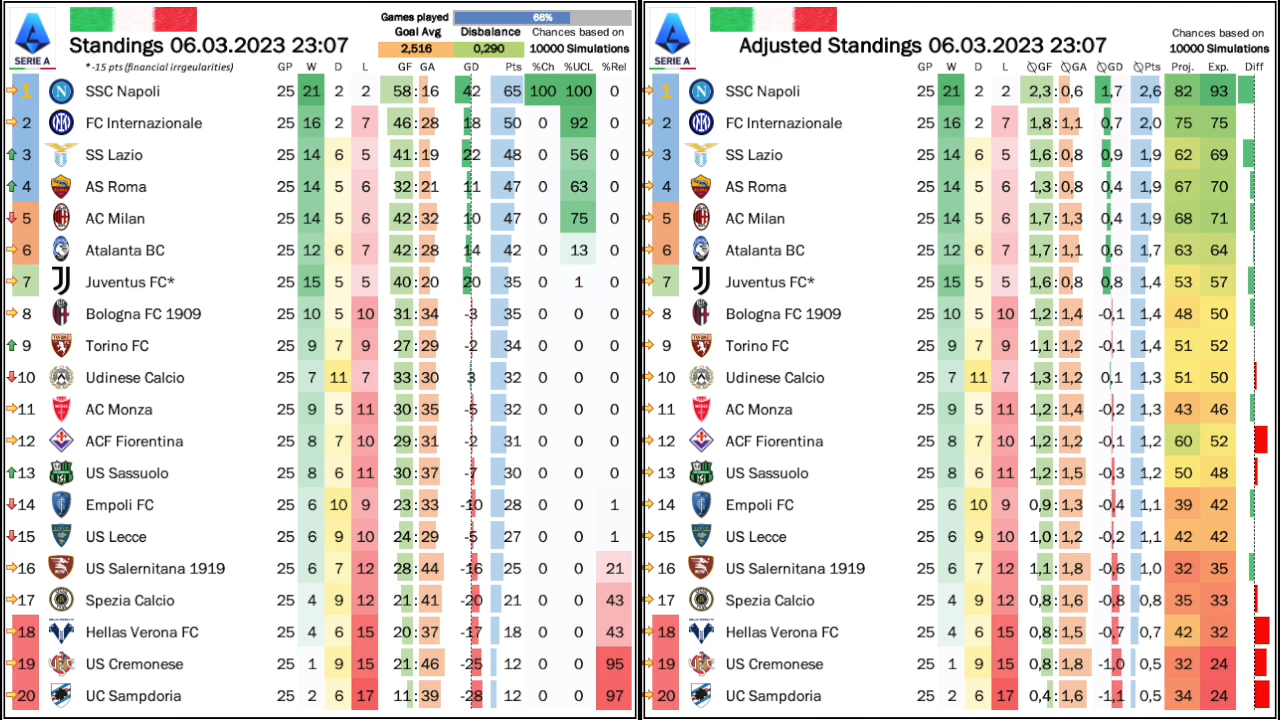 Games played 66%
Goal Avg Disbalance Chances based on
SERIE A Standings 06.03.2023 23:07 2,516 0,290 10000 Simulations
* -15 pts (financial irrgeularities) GP W D L GF GA GD Pts %Ch %UCL %Rel
1 SSC Napoli 25 21 2 2 58:16 42 65 100 100 0
2 FC Internazionale 25 16 2 7 46:28 18 50 0 92 0
3 SS Lazio 25 14 6 5 41:19 22 48 0 56 0
4 AS Roma 25 14 5 6 32:21 11 47 0 63 0
5 AC Milan 25 14 5 6 42:32 10 47 0 75 0
6 Atalanta BC 25 12 6 7 42:28 14 42 0 13 0
7 Juventus FC* 25 15 5 5 40:20 20 35 0 1 0
8 Bologna FC 1909 25 10 5 10 31:34 -3 35 0 0 0
9 Torino FC 25 9 7 9 27:29 -2 34 0 0 0
10 Udinese Calcio 25 7 11 7 33:30 3 32 0 0 0
11 AC Monza 25 9 5 11 30:35 -5 32 0 0 0
12 ACF Fiorentina 25 8 7 10 29:31 -2 31 0 0 0
13 US Sassuolo 25 8 6 11 30:37 -7 30 0 0 0
14 Empoli FC 25 6 10 9 23:33 -10 28 0 0 1
15 US Lecce 25 6 9 10 24:29 -5 27 0 0 1
16 US Salernitana 1919 25 6 7 12 28:44 -16 25 0 0 21
17 Spezia Calcio 25 4 9 12 21:41 -20 21 0 0 43
18 Hellas Verona FC 25 4 6 15 20:37 -17 18 0 0 43
19 US Cremonese 25 1 9 15 21:46 -25 12 0 0 95
20 UC Sampdoria 25 2 6 17 11:39 -28 12 0 0 97
Chances based on
SERIE A Adjusted Standings 06.03.2023 23:07 10000 Simulations
GP W D L ∅GF ∅GA ∅GD ∅Pts Proj. Exp. Diff
1 SSC Napoli 25 21 2 2 2,3:0,6 1,7 2,6 82 93
2 FC Internazionale 25 16 2 7 1,8:1,1 0,7 2,0 75 75
3 SS Lazio 25 14 6 5 1,6:0,8 0,9 1,9 62 69
4 AS Roma 25 14 5 6 1,3:0,8 0,4 1,9 67 70
5 AC Milan 25 14 5 6 1,7:1,3 0,4 1,9 68 71
6 Atalanta BC 25 12 6 7 1,7:1,1 0,6 1,7 63 64
7 Juventus FC* 25 15 5 5 1,6:0,8 0,8 1,4 53 57
8 Bologna FC 1909 25 10 5 10 1,2:1,4 -0,1 1,4 48 50
9 Torino FC 25 9 7 9 1,1:1,2 -0,1 1,4 51 52
10 Udinese Calcio 25 7 11 7 1,3:1,2 0,1 1,3 51 50
11 AC Monza 25 9 5 11 1,2:1,4 -0,2 1,3 43 46
12 ACF Fiorentina 25 8 7 10 1,2:1,2 -0,1 1,2 60 52
13 US Sassuolo 25 8 6 11 1,2:1,5 -0,3 1,2 50 48
14 Empoli FC 25 6 10 9 0,9:1,3 -0,4 1,1 39 42
15 US Lecce 25 6 9 10 1,0:1,2 -0,2 1,1 42 42
16 US Salernitana 1919 25 6 7 12 1,1:1,8 -0,6 1,0 32 35
17 Spezia Calcio 25 4 9 12 0,8:1,6 -0,8 0,8 35 33
18 Hellas Verona FC 25 4 6 15 0,8:1,5 -0,7 0,7 42 32
19 US Cremonese 25 1 9 15 0,8:1,8 -1,0 0,5 32 24
20 UC Sampdoria 25 2 6 17 0,4:1,6 -1,1 0,5 34 24